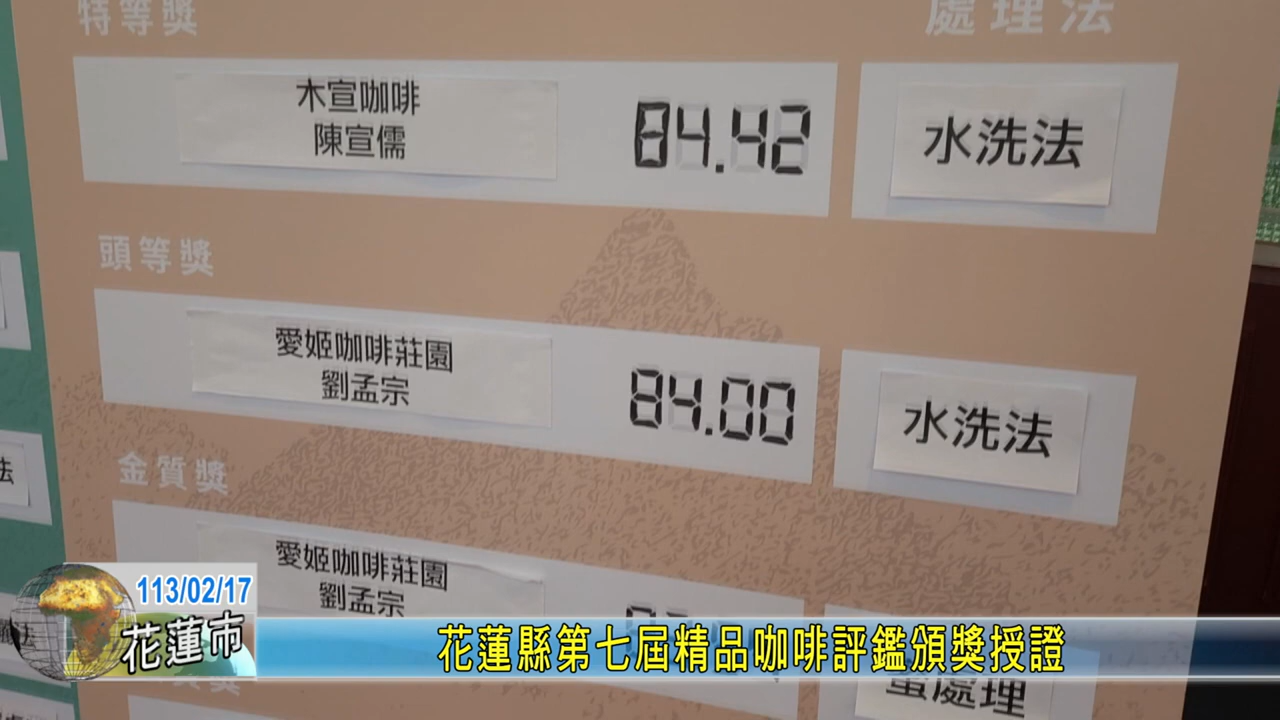 特等獎
處理法
木宣咖啡
陳宣儒
84.42
水洗法
頭等獎
愛姬咖啡莊園
劉孟宗
84.00
水洗法
金質獎
法
愛姬咖啡莊園
劉孟宗
蜜處理
113/02/17
花蓮市
花蓮縣第七屆精品咖啡評鑑頒獎授證